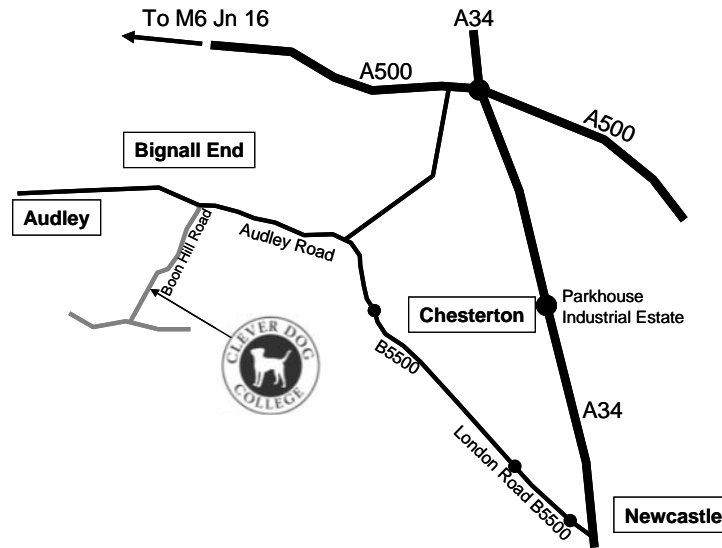 To M6 Jn 16
A34
A500
A500
Bignall End
Audley
Boon Hill Road
Audley Road
CLEVER DOG
COLLEGE
Chesterton
Parkhouse
Industrial Estate
B5500
A34
London Road B5500
Newcastle